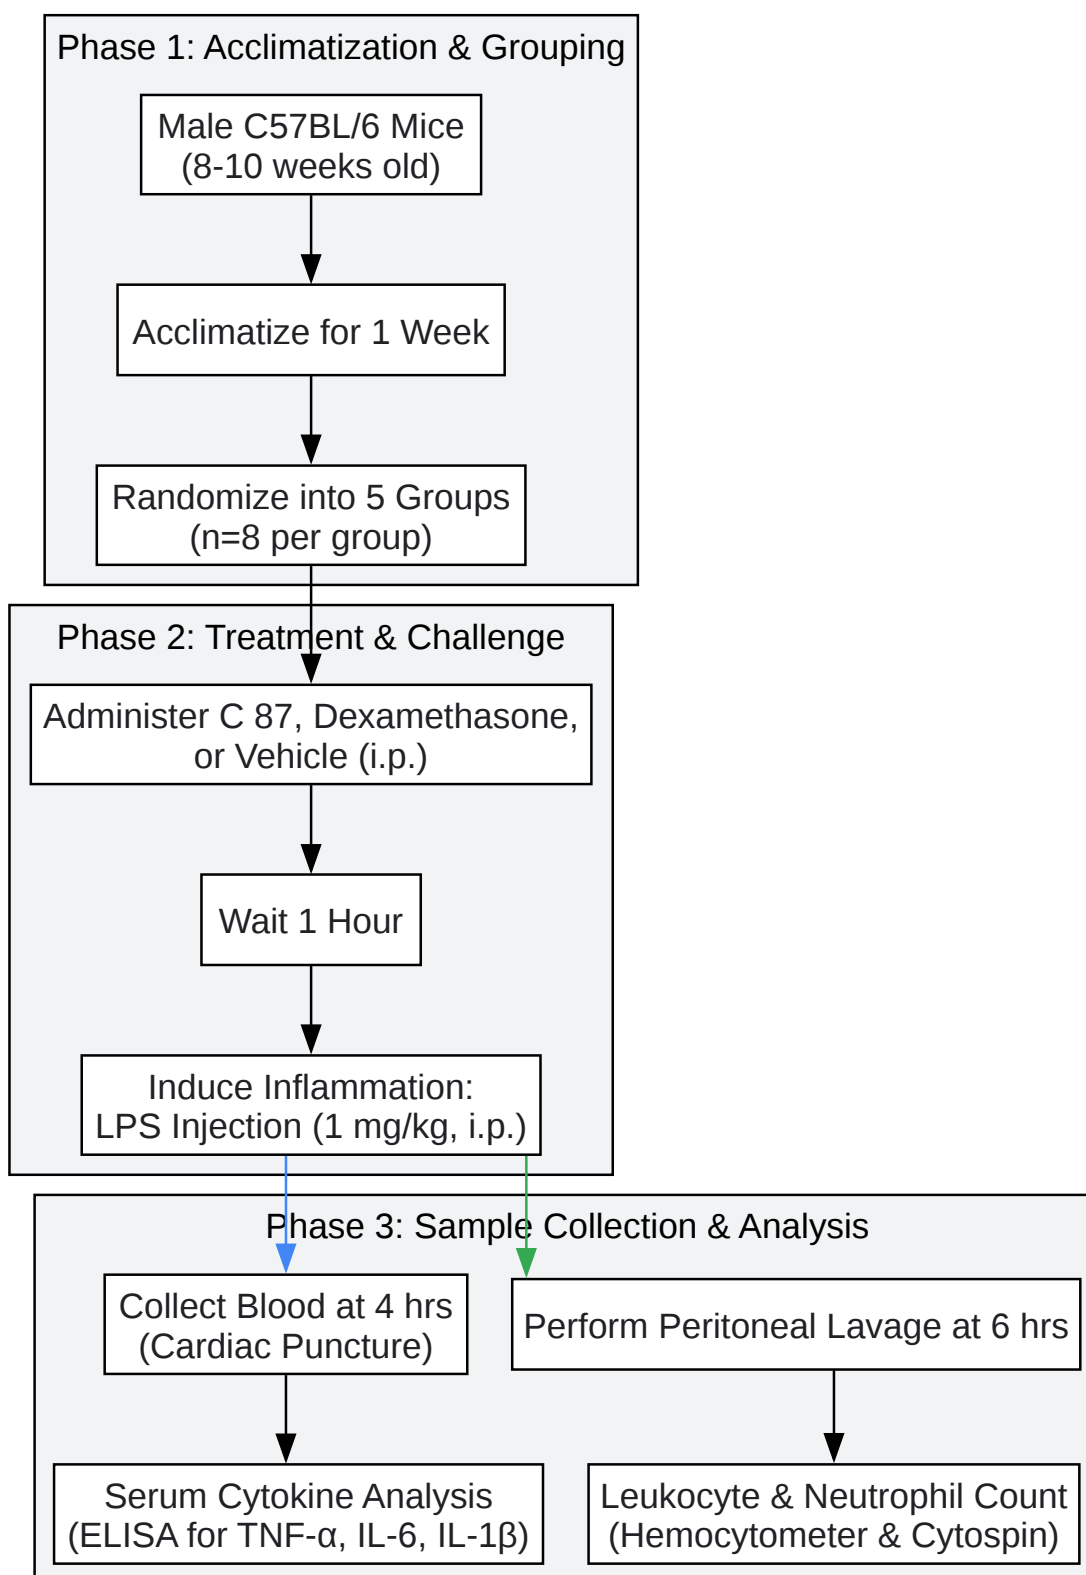 Phase 1: Acclimatization & Grouping
Male C57BL/6 Mice
(8-10 weeks old)
Acclimatize for 1 Week
Randomize into 5 Groups
(n=8 per group)
Phase 2: Treatment & Challenge
Administer C 87, Dexamethasone,
or Vehicle (i.p.)
Wait 1 Hour
Induce Inflammation:
LPS Injection (1 mg/kg, i.p.)
Phase 3: Sample Collection & Analysis
Collect Blood at 4 hrs
(Cardiac Puncture)
Perform Peritoneal Lavage at 6 hrs
Serum Cytokine Analysis
(ELISA for TNF-α, IL-6, IL-1β)
Leukocyte & Neutrophil Count
(Hemocytometer & Cytospin)